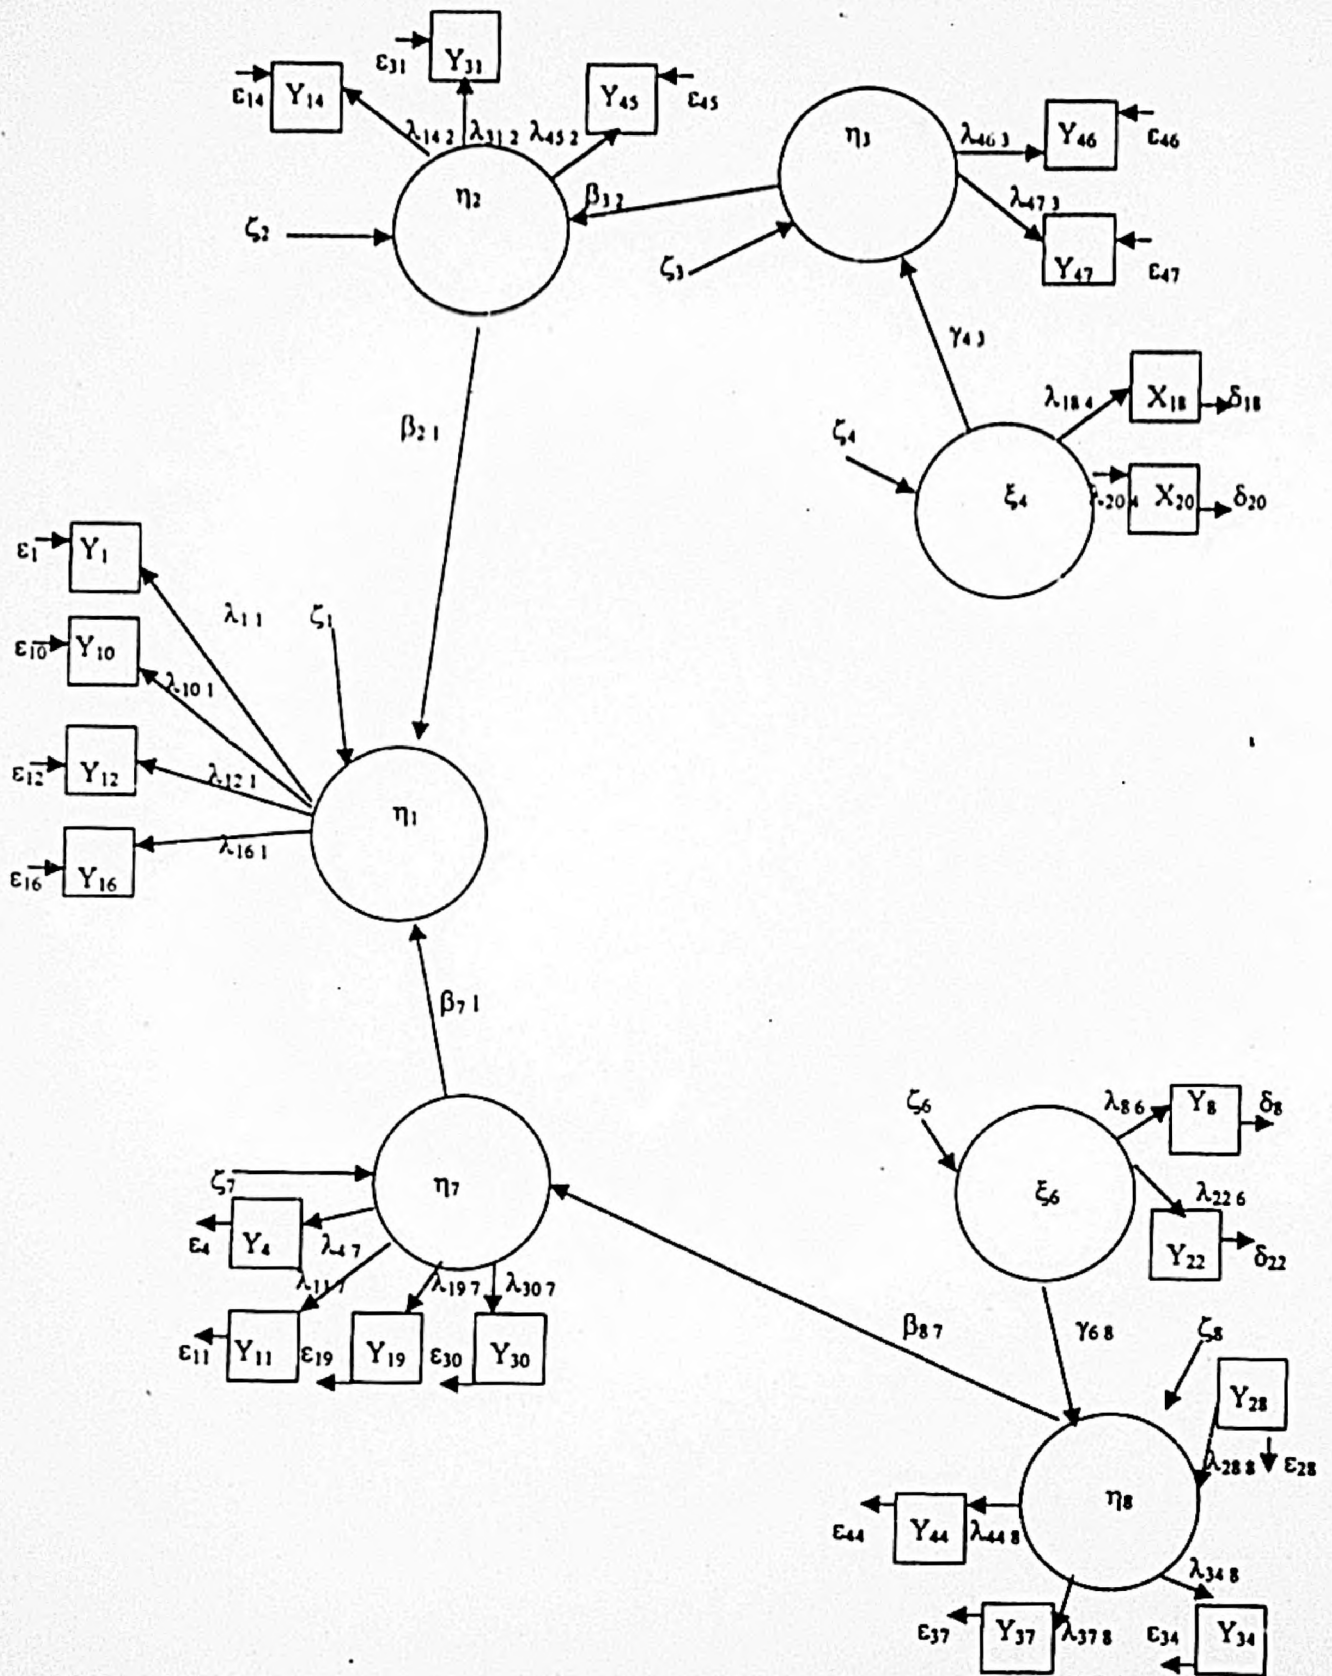 ε31 Y31
ε14 Y14 Y45 ε45
λ14 2 λ31 2 λ45 2
η3 λ46 3 Y46 ε46
η2 β3 2 λ47 3
ζ2 ζ3 Y47 ε47
γ4 3
λ18 4 X18 δ18
β2 1 ζ4
ξ4 λ20 4 X20 δ20
ε1 Y1
λ1 1 ζ1
ε10 Y10
λ10 1
ε12 Y12 λ12 1
η1
λ16 1
ε16 Y16
β7 1
ζ6 λ8 6 Y8 δ8
ζ7 η7 ξ6 λ22 6
ε4 Y4 λ4 7 Y22 δ22
λ11 7 λ19 7 λ30 7
β8 7 γ6 8 ζ8
ε11 Y11 ε19 Y19 ε30 Y30
Y28
λ28 8 ε28
η8
ε44 Y44 λ44 8
λ34 8
ε37 Y37 λ37 8 ε34 Y34